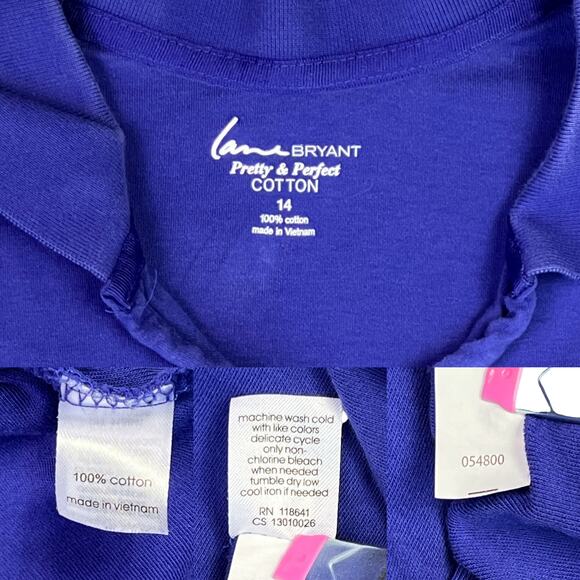 lane BRYANT
Pretty & Perfect
COTTON
14
100% cotton
made in Vietnam
100% cotton
made in vietnam
machine wash cold
with like colors
delicate cycle
only non-
chlorine bleach
when needed
tumble dry low
cool iron if needed
RN 118641
CS 13010026
054800